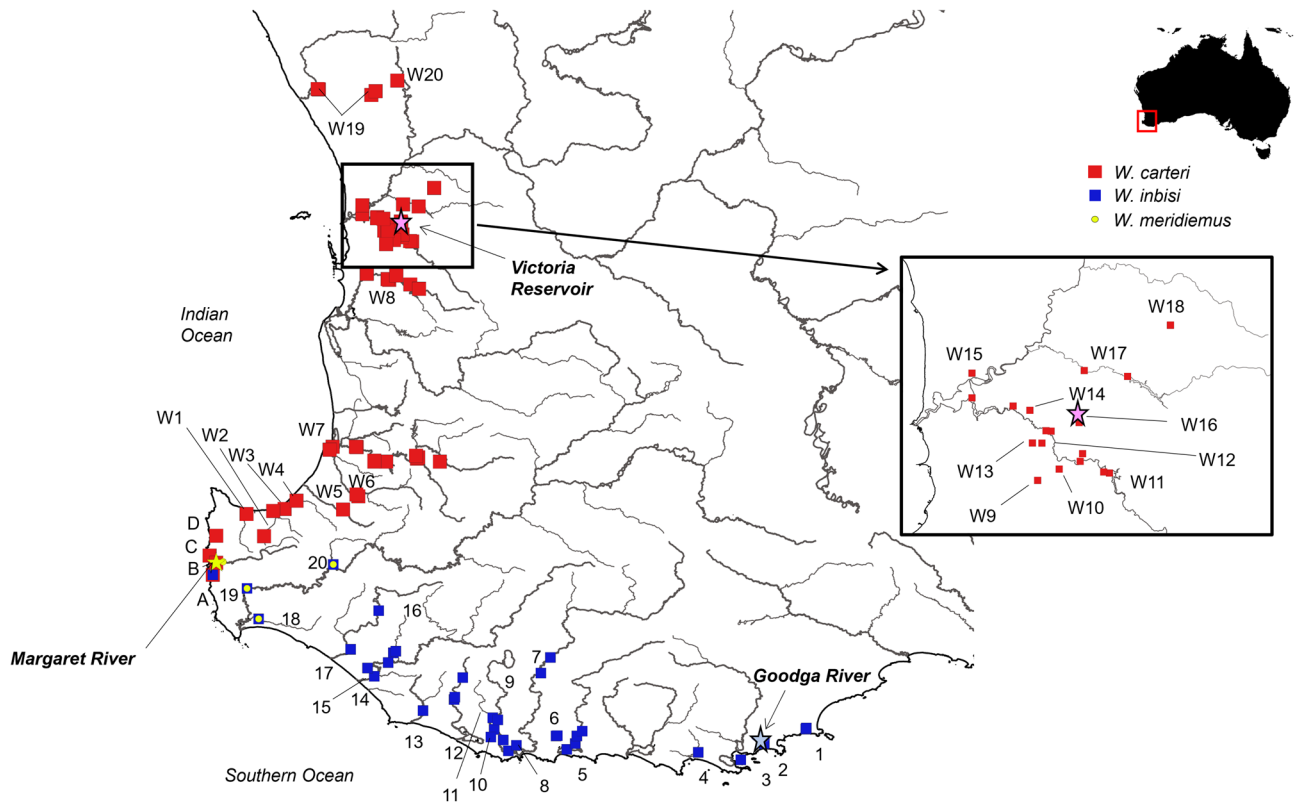 W20
W19
W. carteri
W. inbisi
W. meridiemus
Victoria
Reservoir
W8
Indian
Ocean
W18
W15
W17
W14
W16
W12
W13
W11
W10
W9
W1
W2
W3
W4
W7
W5
W6
D
C
B
A
20
19
18
16
Margaret River
17
15
14
13
12
11
10
9
8
7
6
5
Goodga River
4
3
2
1
Southern Ocean